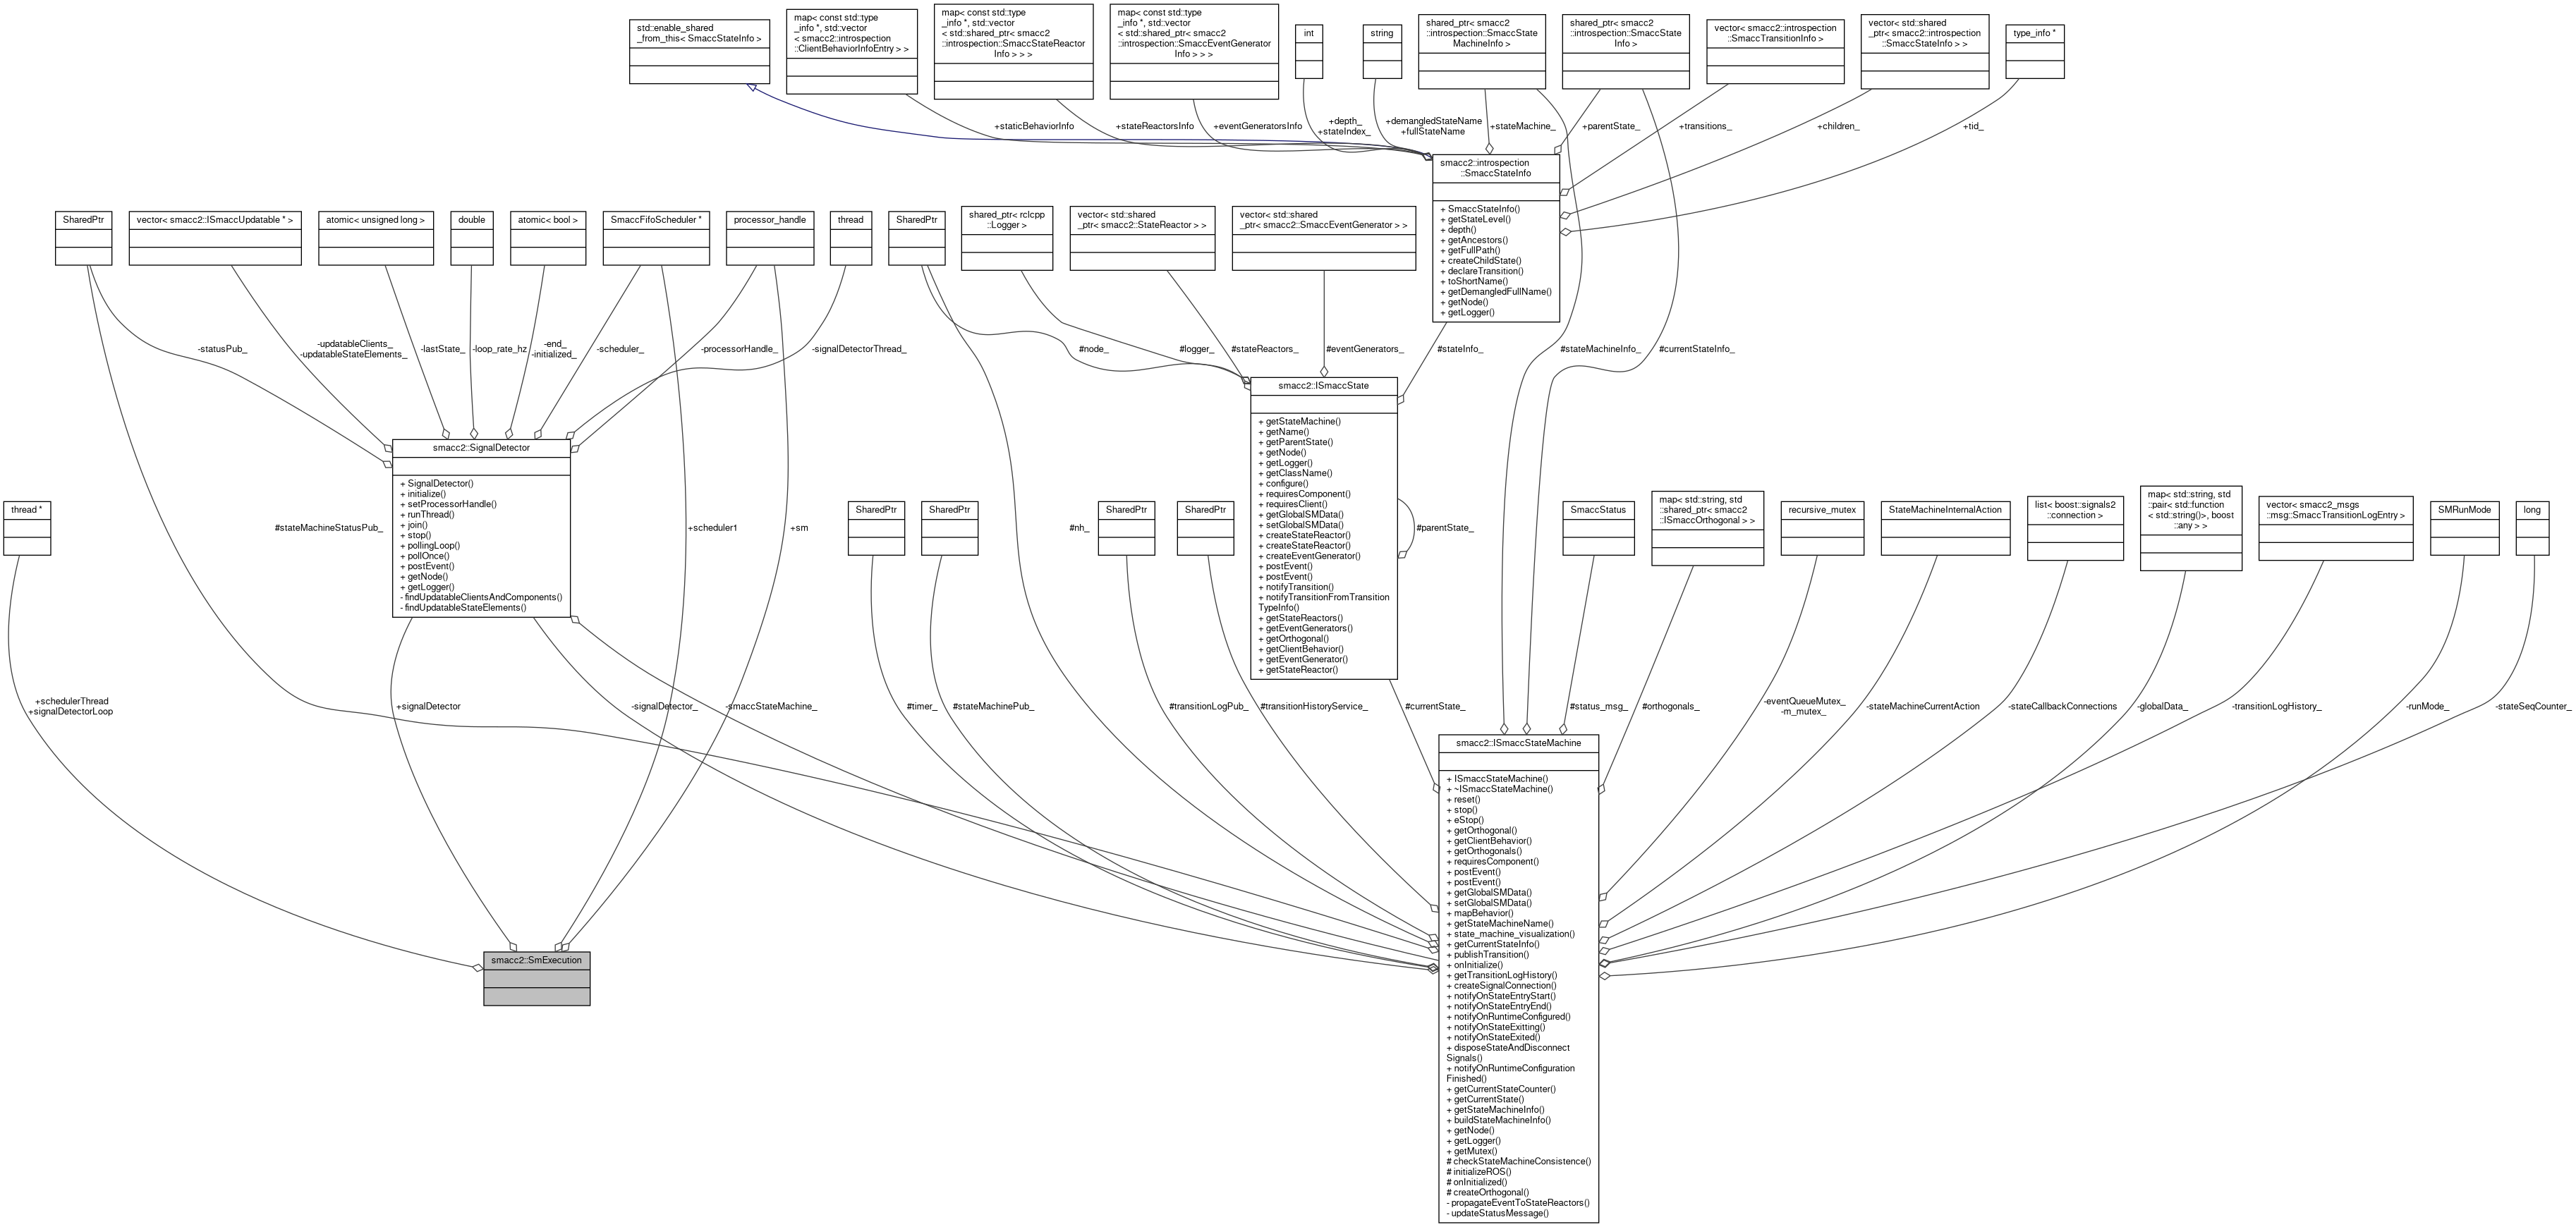 std::enable_shared
_from_this< SmaccStateInfo >
map< const std::type
_info *, std::vector
< smacc2::introspection
::ClientBehaviorInfoEntry > >
map< const std::type
_info *, std::vector
< std::shared_ptr< smacc2
::introspection::SmaccStateReactor
Info > > >
map< const std::type
_info *, std::vector
< std::shared_ptr< smacc2
::introspection::SmaccEventGenerator
Info > > >
int
string
shared_ptr< smacc2
::introspection::SmaccState
MachineInfo >
shared_ptr< smacc2
::introspection::SmaccState
Info >
vector< smacc2::introspection
::SmaccTransitionInfo >
vector< std::shared
_ptr< smacc2::introspection
::SmaccStateInfo > >
type_info *
+staticBehaviorInfo
+stateReactorsInfo
+eventGeneratorsInfo
+depth_
+stateIndex_
+demangledStateName
+fullStateName
+stateMachine_
+parentState_
+transitions_
+children_
+tid_
smacc2::introspection
::SmaccStateInfo
+ SmaccStateInfo()
+ getStateLevel()
+ depth()
+ getAncestors()
+ getFullPath()
+ createChildState()
+ declareTransition()
+ toShortName()
+ getDemangledFullName()
+ getNode()
+ getLogger()
SharedPtr
vector< smacc2::ISmaccUpdatable * >
atomic< unsigned long >
double
atomic< bool >
SmaccFifoScheduler *
processor_handle
thread
SharedPtr
shared_ptr< rclcpp
::Logger >
vector< std::shared
_ptr< smacc2::StateReactor > >
vector< std::shared
_ptr< smacc2::SmaccEventGenerator > >
-statusPub_
-updatableClients_
-updatableStateElements_
-lastState_
-loop_rate_hz
-end_
-initialized_
-scheduler_
-processorHandle_
-signalDetectorThread_
#node_
#logger_
#stateReactors_
#eventGenerators_
#stateInfo_
#stateMachineInfo_
#currentStateInfo_
smacc2::ISmaccState
+ getStateMachine()
+ getName()
+ getParentState()
+ getNode()
+ getLogger()
+ getClassName()
+ configure()
+ requiresComponent()
+ requiresClient()
+ getGlobalSMData()
+ setGlobalSMData()
+ createStateReactor()
+ createStateReactor()
+ createEventGenerator()
+ postEvent()
+ postEvent()
+ notifyTransition()
+ notifyTransitionFromTransition
TypeInfo()
+ getStateReactors()
+ getEventGenerators()
+ getOrthogonal()
+ getClientBehavior()
+ getEventGenerator()
+ getStateReactor()
#parentState_
smacc2::SignalDetector
+ SignalDetector()
+ initialize()
+ setProcessorHandle()
+ runThread()
+ join()
+ stop()
+ pollingLoop()
+ pollOnce()
+ postEvent()
+ getNode()
+ getLogger()
- findUpdatableClientsAndComponents()
- findUpdatableStateElements()
thread *
#stateMachineStatusPub_
+scheduler1
+sm
SharedPtr
SharedPtr
#nh_
SharedPtr
SharedPtr
SmaccStatus
map< std::string, std
::shared_ptr< smacc2
::ISmaccOrthogonal > >
recursive_mutex
StateMachineInternalAction
list< boost::signals2
::connection >
map< std::string, std
::pair< std::function
< std::string()>, boost
::any > >
vector< smacc2_msgs
::msg::SmaccTransitionLogEntry >
SMRunMode
long
+schedulerThread
+signalDetectorLoop
+signalDetector
-signalDetector_
-smaccStateMachine_
#timer_
#stateMachinePub_
#transitionLogPub_
#transitionHistoryService_
#currentState_
#status_msg_
#orthogonals_
-eventQueueMutex_
-m_mutex_
-stateMachineCurrentAction
-stateCallbackConnections
-globalData_
-transitionLogHistory_
-runMode_
-stateSeqCounter_
smacc2::ISmaccStateMachine
+ ISmaccStateMachine()
+ ~ISmaccStateMachine()
+ reset()
+ stop()
+ eStop()
+ getOrthogonal()
+ getClientBehavior()
+ getOrthogonals()
+ requiresComponent()
+ postEvent()
+ postEvent()
+ getGlobalSMData()
+ setGlobalSMData()
+ mapBehavior()
+ getStateMachineName()
+ state_machine_visualization()
+ getCurrentStateInfo()
+ publishTransition()
+ onInitialize()
+ getTransitionLogHistory()
+ createSignalConnection()
+ notifyOnStateEntryStart()
+ notifyOnStateEntryEnd()
+ notifyOnRuntimeConfigured()
+ notifyOnStateExitting()
+ notifyOnStateExited()
+ disposeStateAndDisconnect
Signals()
+ notifyOnRuntimeConfiguration
Finished()
+ getCurrentStateCounter()
+ getCurrentState()
+ getStateMachineInfo()
+ buildStateMachineInfo()
+ getNode()
+ getLogger()
+ getMutex()
# checkStateMachineConsistence()
# initializeROS()
# onInitialized()
# createOrthogonal()
- propagateEventToStateReactors()
- updateStatusMessage()
smacc2::SmExecution